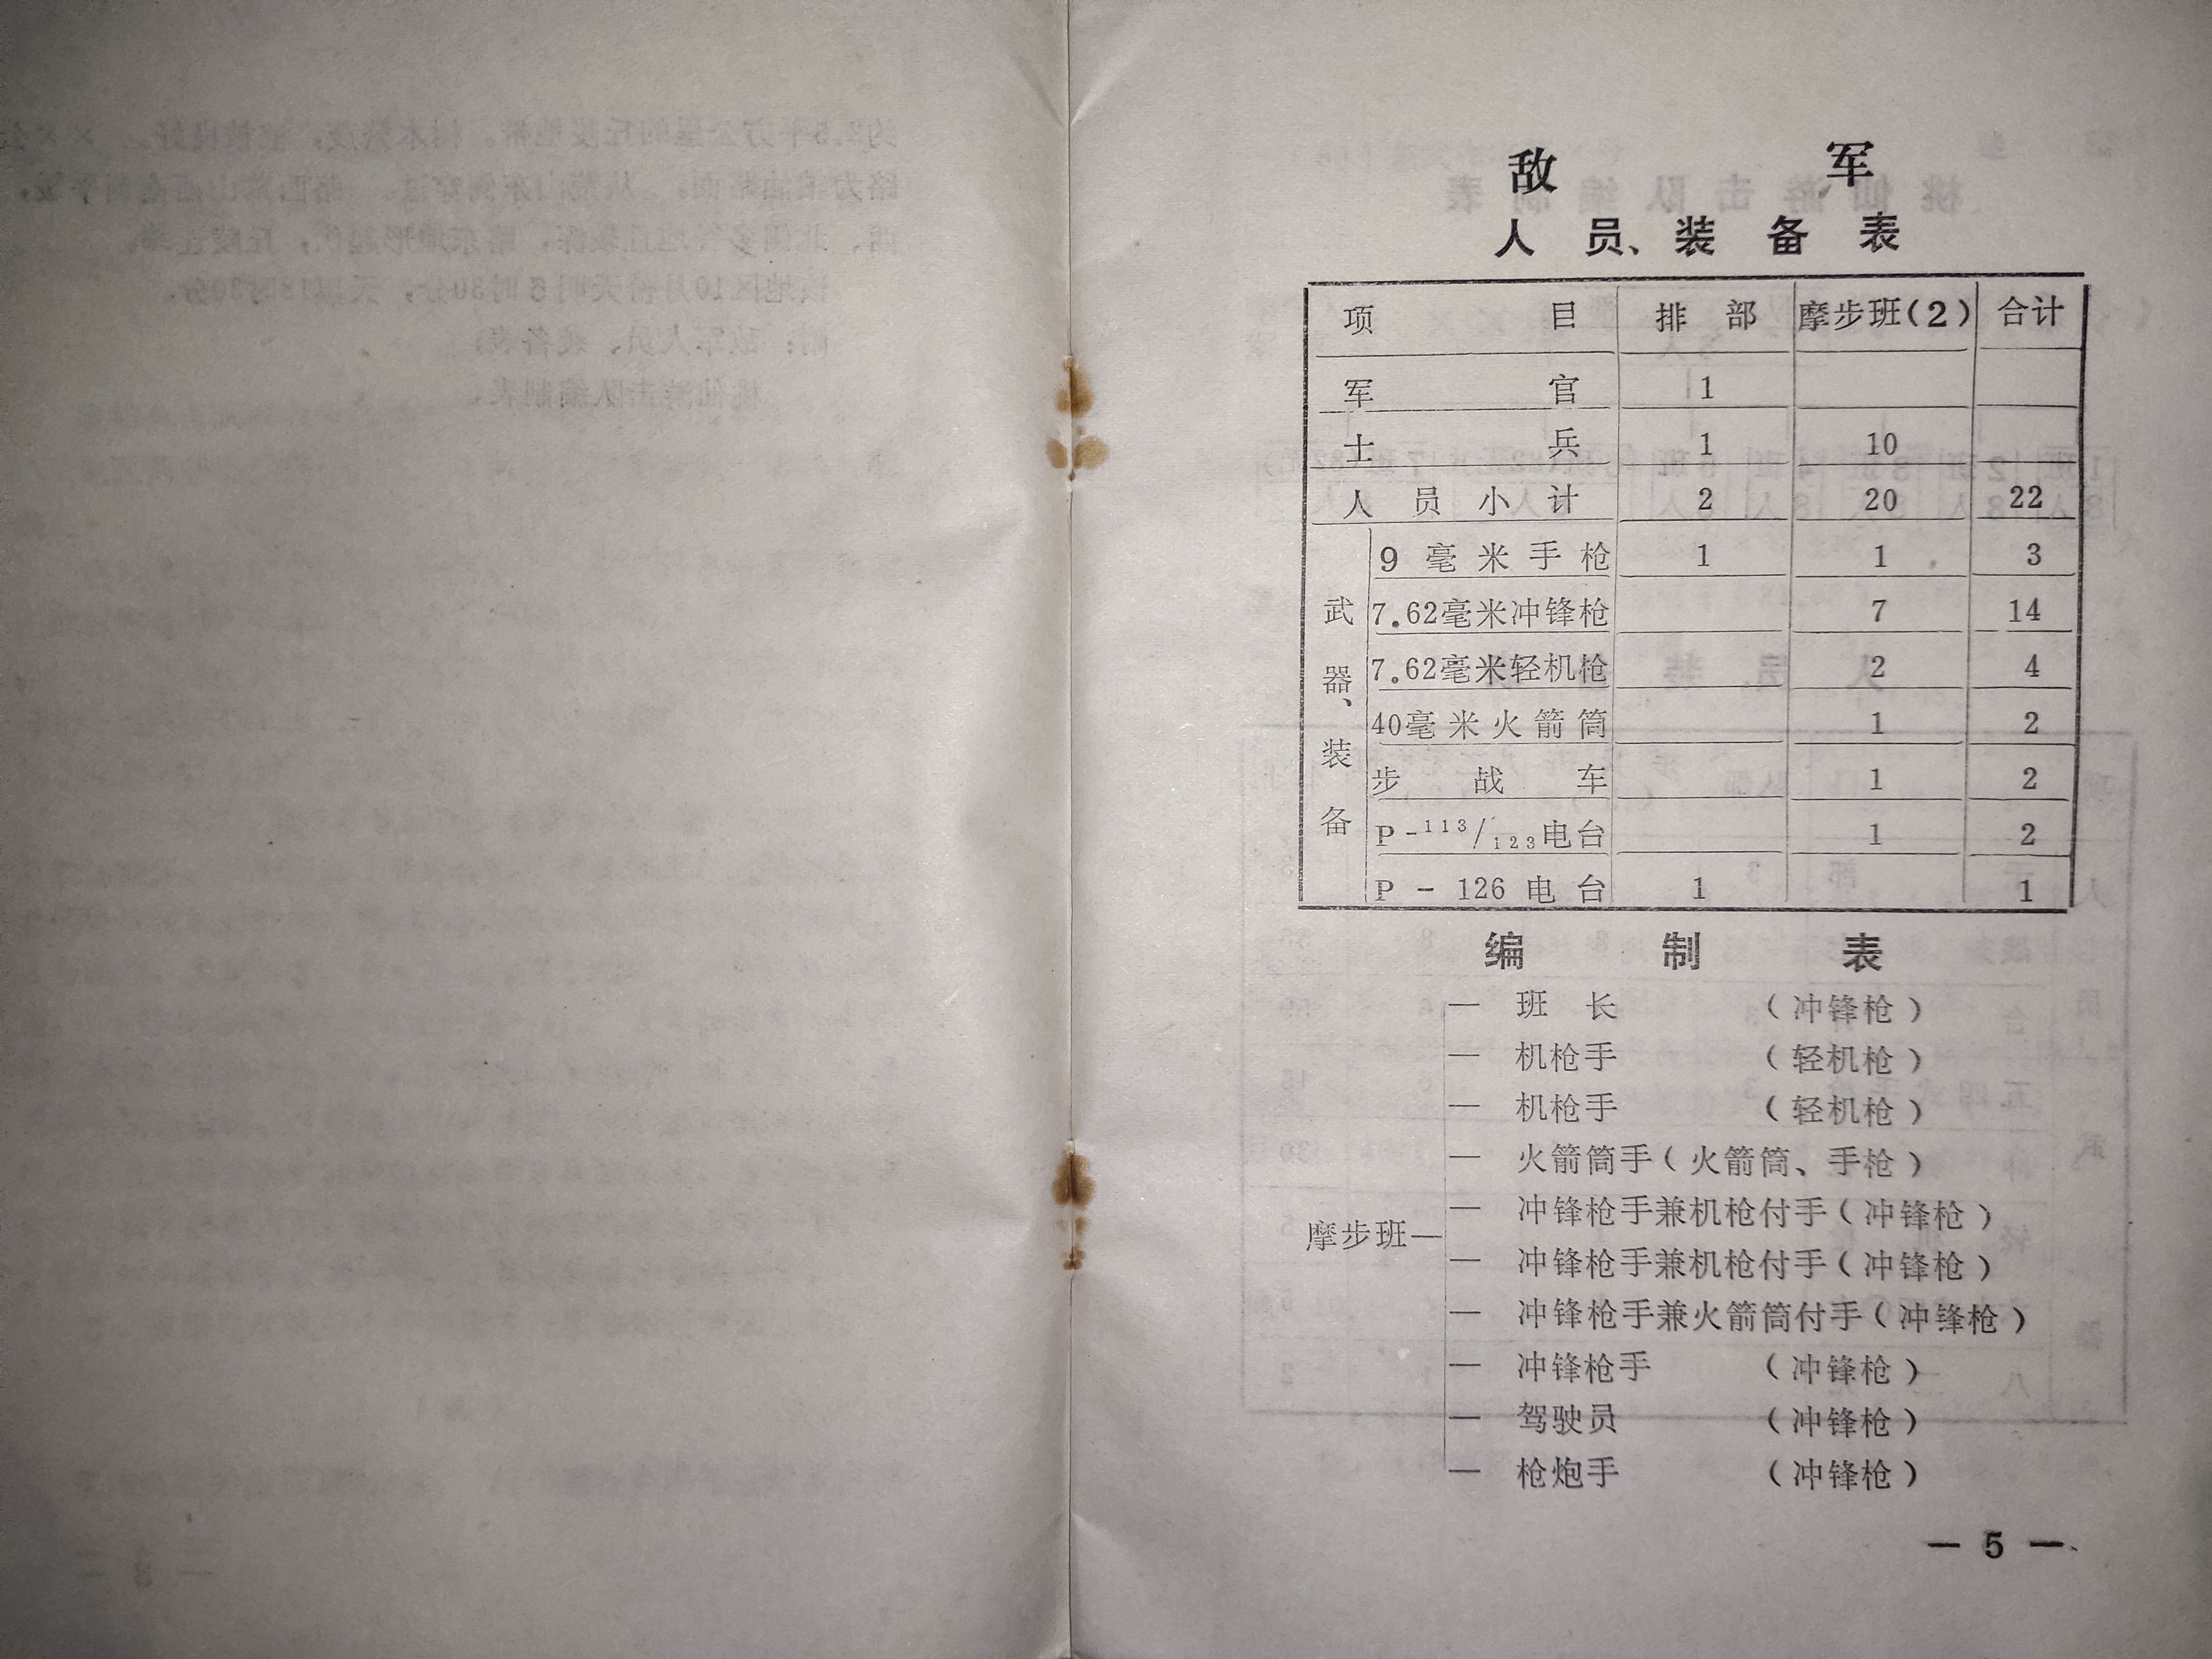 敌 军
人 员、装 备 表
项 目 排 部 摩步班(2) 合计
军 官 1
士 兵 1 10
人 员 小 计 2 20 22
武器、装备
9 毫 米 手 枪 1 1 3
7.62毫米冲锋枪 7 14
7.62毫米轻机枪 2 4
40毫米火箭筒 1 2
步 战 车 1 2
P-113/123电台 1 2
P - 126 电 台 1 1
编 制 表
摩步班—
— 班 长 (冲锋枪)
— 机枪手 (轻机枪)
— 机枪手 (轻机枪)
— 火箭筒手(火箭筒、手枪)
— 冲锋枪手兼机枪付手(冲锋枪)
— 冲锋枪手兼机枪付手(冲锋枪)
— 冲锋枪手兼火箭筒付手(冲锋枪)
— 冲锋枪手 (冲锋枪)
— 驾驶员 (冲锋枪)
— 枪炮手 (冲锋枪)
— 5 —